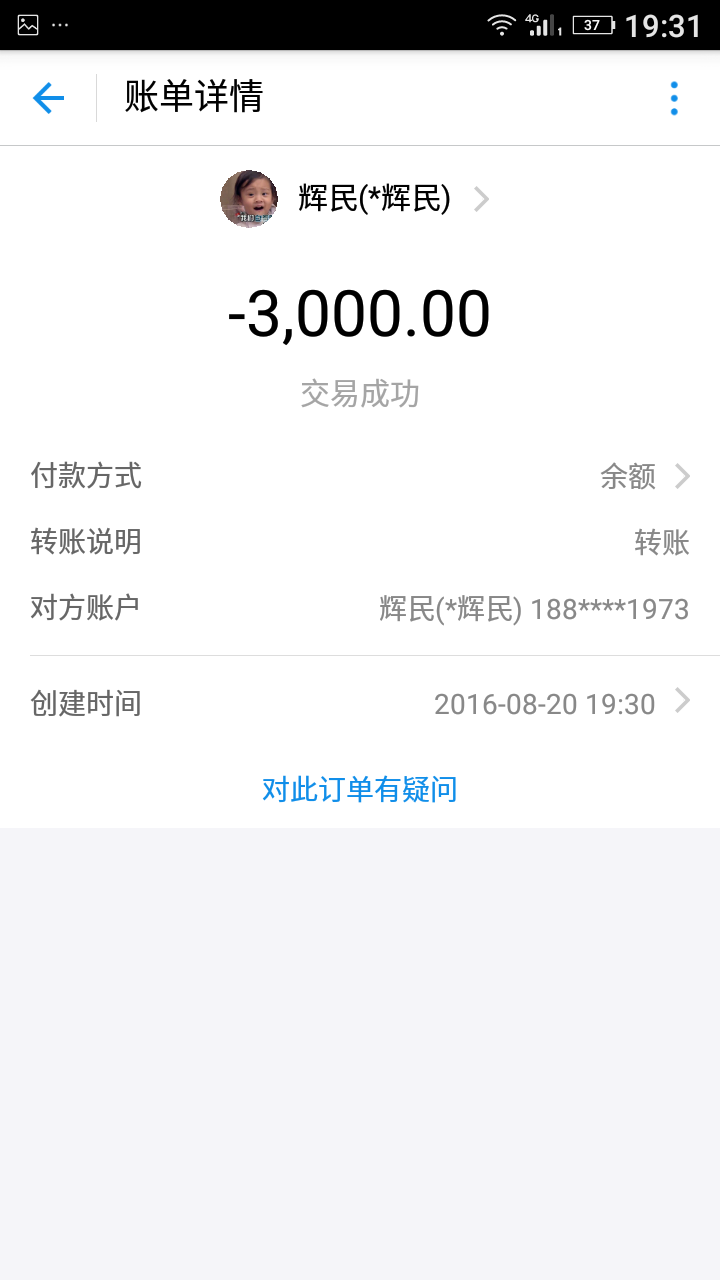 37 19:31
账单详情
辉民(*辉民)
-3,000.00
交易成功
付款方式 余额
转账说明 转账
对方账户 辉民(*辉民) 188****1973
创建时间 2016-08-20 19:30
对此订单有疑问